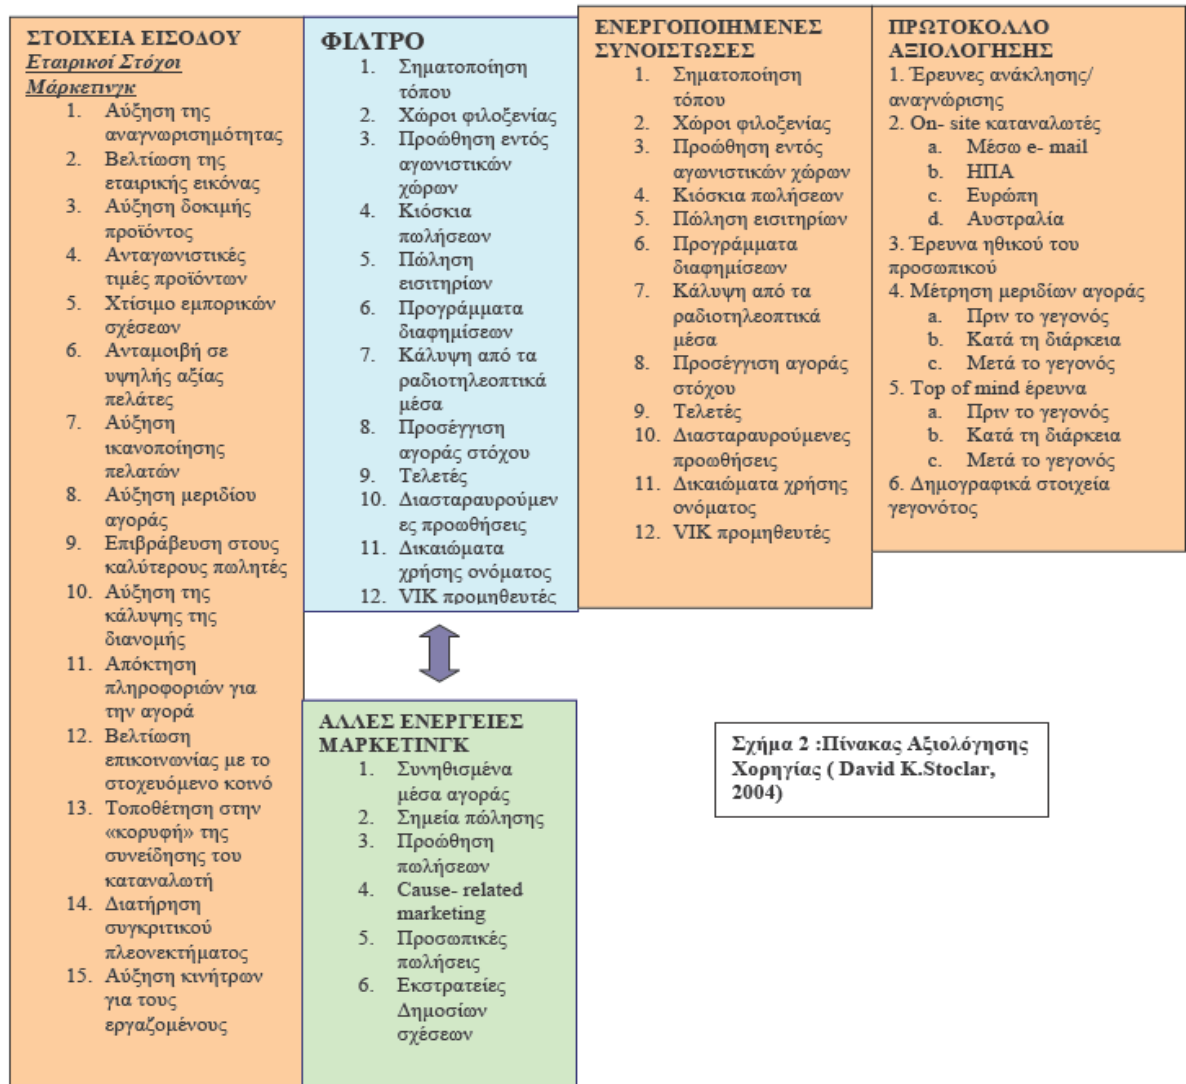 ΣΤΟΙΧΕΙΑ ΕΙΣΟΔΟΥ
Εταιρικοί Στόχοι
Μάρκετινγκ
1. Αύξηση της
αναγνωρισημότητας
2. Βελτίωση της
εταιρικής εικόνας
3. Αύξηση δοκιμής
προϊόντος
4. Ανταγωνιστικές
τιμές προϊόντων
5. Χτίσιμο εμπορικών
σχέσεων
6. Ανταμοιβή σε
υψηλής αξίας
πελάτες
7. Αύξηση
ικανοποίησης
πελατών
8. Αύξηση μεριδίου
αγοράς
9. Επιβράβευση στους
καλύτερους πωλητές
10. Αύξηση της
κάλυψης της
διανομής
11. Απόκτηση
πληροφοριών για
την αγορά
12. Βελτίωση
επικοινωνίας με το
στοχευόμενο κοινό
13. Τοποθέτηση στην
«κορυφή» της
συνείδησης του
καταναλωτή
14. Διατήρηση
συγκριτικού
πλεονεκτήματος
15. Αύξηση κινήτρων
για τους
εργαζομένους
ΦΙΛΤΡΟ
1. Σηματοποίηση
τόπου
2. Χώροι φιλοξενίας
3. Προώθηση εντός
αγωνιστικών
χώρων
4. Κιόσκια
πωλήσεων
5. Πώληση
εισιτηρίων
6. Προγράμματα
διαφημίσεων
7. Κάλυψη από τα
ραδιοτηλεοπτικά
μέσα
8. Προσέγγιση
αγοράς στόχου
9. Τελετές
10. Διασταραυρούμεν
ες προωθήσεις
11. Δικαιώματα
χρήσης ονόματος
12. VIK προμηθευτές
ΑΛΛΕΣ ΕΝΕΡΓΕΙΕΣ
ΜΑΡΚΕΤΙΝΓΚ
1. Συνηθισμένα
μέσα αγοράς
2. Σημεία πώλησης
3. Προώθηση
πωλήσεων
4. Cause- related
marketing
5. Προσωπικές
πωλήσεις
6. Εκστρατείες
Δημοσίων
σχέσεων
ΕΝΕΡΓΟΠΟΙΗΜΕΝΕΣ
ΣΥΝΟΙΣΤΩΣΕΣ
1. Σηματοποίηση
τόπου
2. Χώροι φιλοξενίας
3. Προώθηση εντός
αγωνιστικών χώρων
4. Κιόσκια πωλήσεων
5. Πώληση εισιτηρίων
6. Προγράμματα
διαφημίσεων
7. Κάλυψη από τα
ραδιοτηλεοπτικά
μέσα
8. Προσέγγιση αγοράς
στόχου
9. Τελετές
10. Διασταραυρούμενες
προωθήσεις
11. Δικαιώματα χρήσης
ονόματος
12. VIK προμηθευτές
ΠΡΩΤΟΚΟΛΛΟ
ΑΞΙΟΛΟΓΗΣΗΣ
1. Έρευνες ανάκλησης/
αναγνώρισης
2. On- site καταναλωτές
a. Μέσω e- mail
b. ΗΠΑ
c. Ευρώπη
d. Αυστραλία
3. Έρευνα ηθικού του
προσωπικού
4. Μέτρηση μεριδίων αγοράς
a. Πριν το γεγονός
b. Κατά τη διάρκεια
c. Μετά το γεγονός
5. Top of mind έρευνα
a. Πριν το γεγονός
b. Κατά τη διάρκεια
c. Μετά το γεγονός
6. Δημογραφικά στοιχεία
γεγονότος
Σχήμα 2 :Πίνακας Αξιολόγησης
Χορηγίας ( David K.Stoclar,
2004)